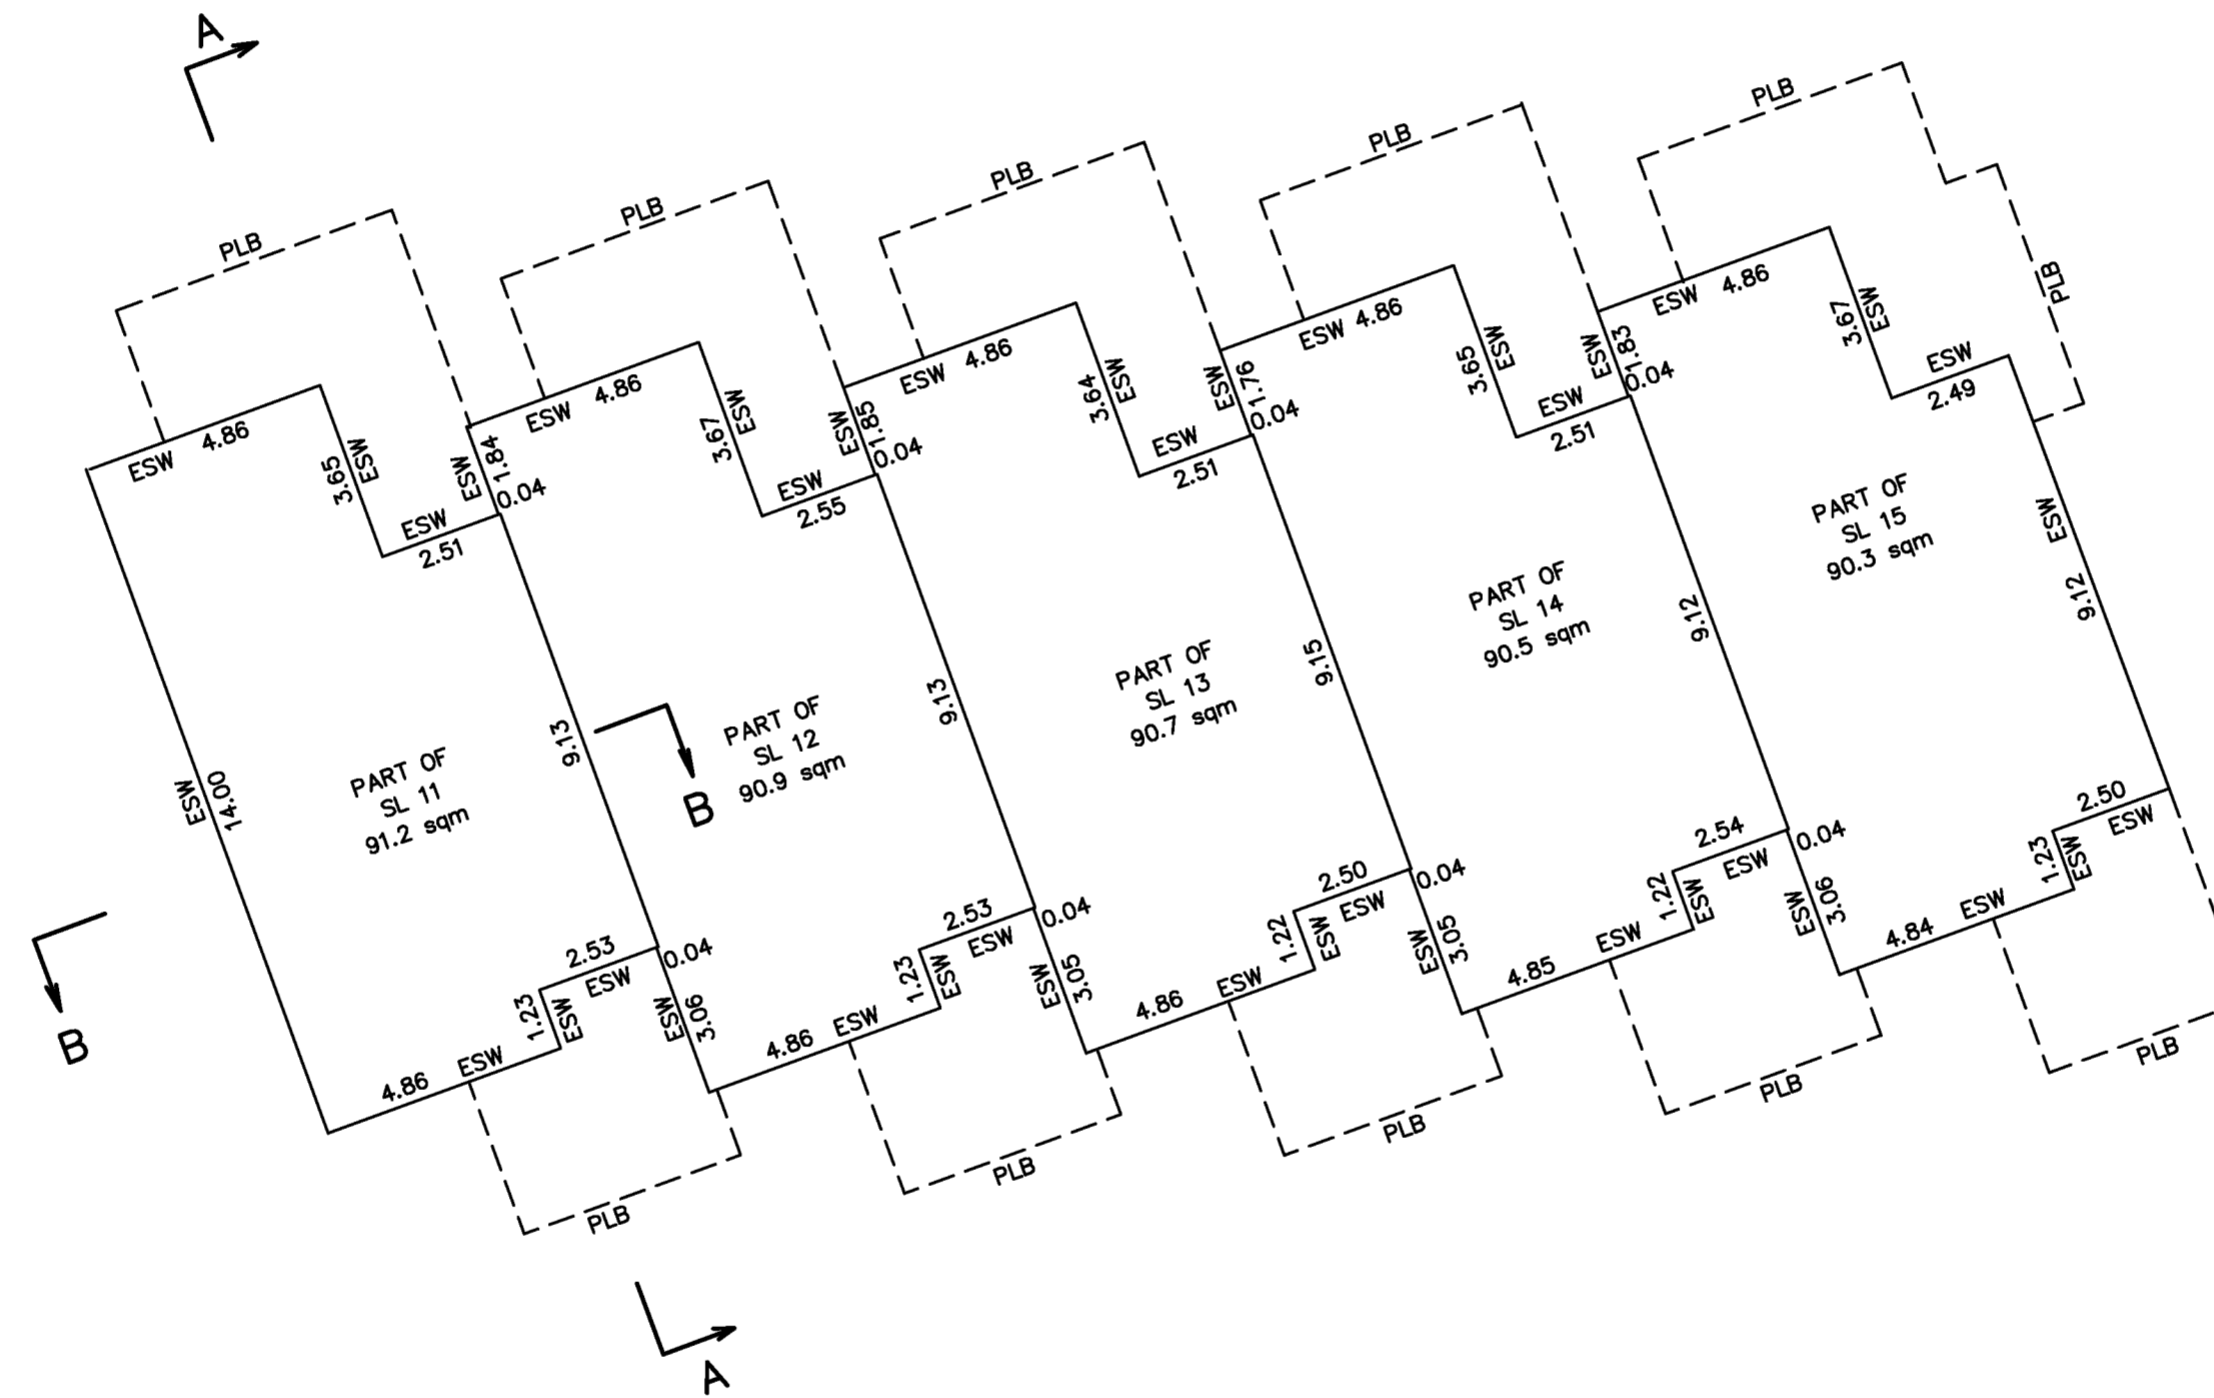 A
PLB
PLB
PLB
PLB
PLB
PLB
ESW 4.86
3.65 ESW
ESW
2.51
ESW 1.84
0.04
ESW 4.86
3.67 ESW
ESW
2.55
ESW 1.85
0.04
ESW 4.86
3.64 ESW
ESW
2.51
ESW 1.76
0.04
ESW 4.86
3.65 ESW
ESW
2.51
ESW 1.83
0.04
ESW 4.86
3.67 ESW
ESW
2.49
ESW 9.12
ESW 14.00
PART OF
SL 11
91.2 sqm
9.13
PART OF
SL 12
90.9 sqm
9.13
PART OF
SL 13
90.7 sqm
9.15
PART OF
SL 14
90.5 sqm
9.12
PART OF
SL 15
90.3 sqm
B
B
4.86 ESW
1.23 ESW
2.53
ESW
0.04
ESW 3.06
4.86 ESW
1.23 ESW
2.53
ESW
0.04
ESW 3.05
4.86 ESW
1.22 ESW
2.50
ESW
0.04
ESW 3.05
4.85 ESW
1.22 ESW
2.54
ESW
0.04
ESW 3.06
4.84 ESW
1.23 ESW
2.50
ESW
PLB
PLB
PLB
PLB
PLB
A